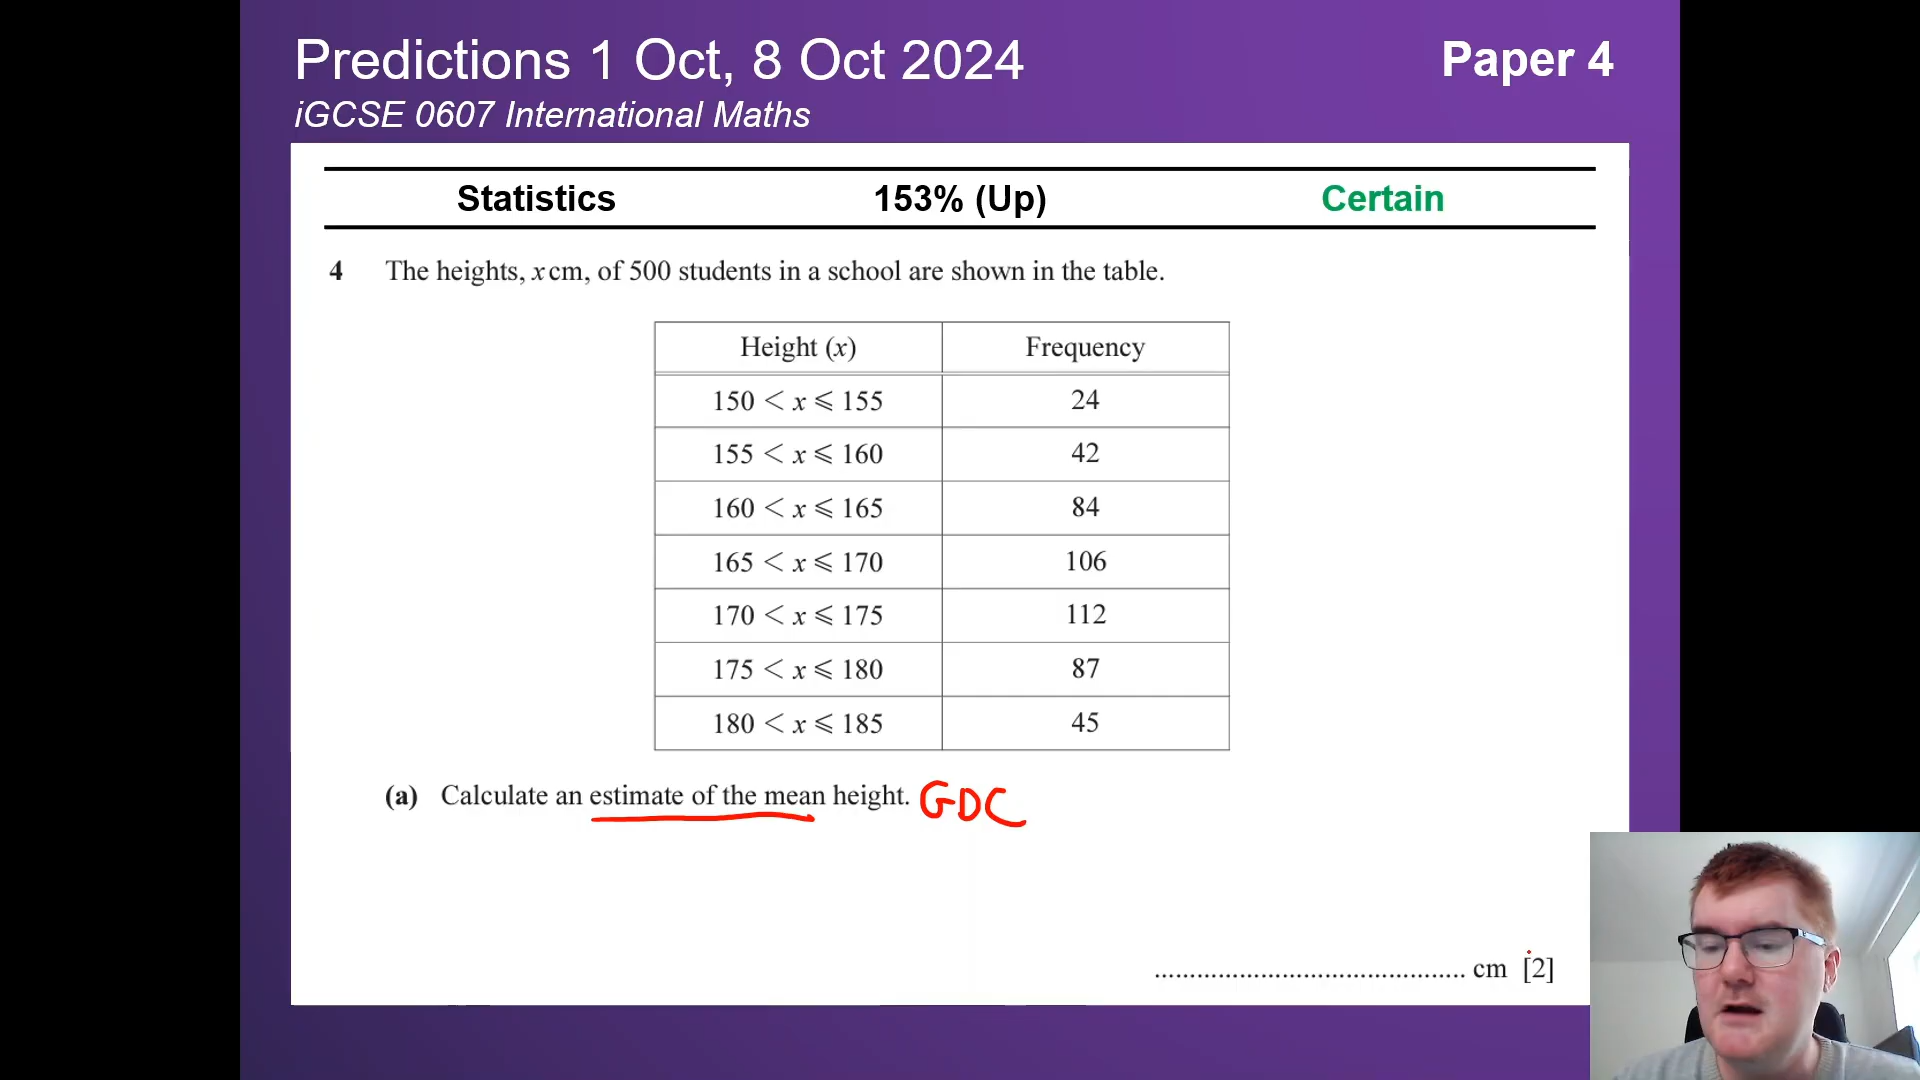 Predictions 1 Oct, 8 Oct 2024
Paper 4
iGCSE 0607 International Maths
Statistics 153% (Up) Certain
4 The heights, x cm, of 500 students in a school are shown in the table.
Height (x) Frequency
150 < x ⩽ 155 24
155 < x ⩽ 160 42
160 < x ⩽ 165 84
165 < x ⩽ 170 106
170 < x ⩽ 175 112
175 < x ⩽ 180 87
180 < x ⩽ 185 45
(a) Calculate an estimate of the mean height. GDC
............................................ cm [2]